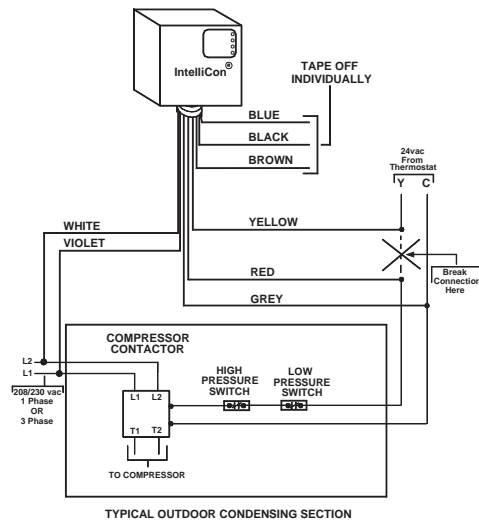 IntelliCon®
TAPE OFF
INDIVIDUALLY
BLUE
BLACK
BROWN
24vac
From
Thermostat
Y C
YELLOW
WHITE
VIOLET
RED
Break
Connection
Here
GREY
COMPRESSOR
CONTACTOR
HIGH
PRESSURE
SWITCH
LOW
PRESSURE
SWITCH
L2
L1
208/230 vac
1 Phase
OR
3 Phase
L1 L2
T1 T2
TO COMPRESSOR
TYPICAL OUTDOOR CONDENSING SECTION